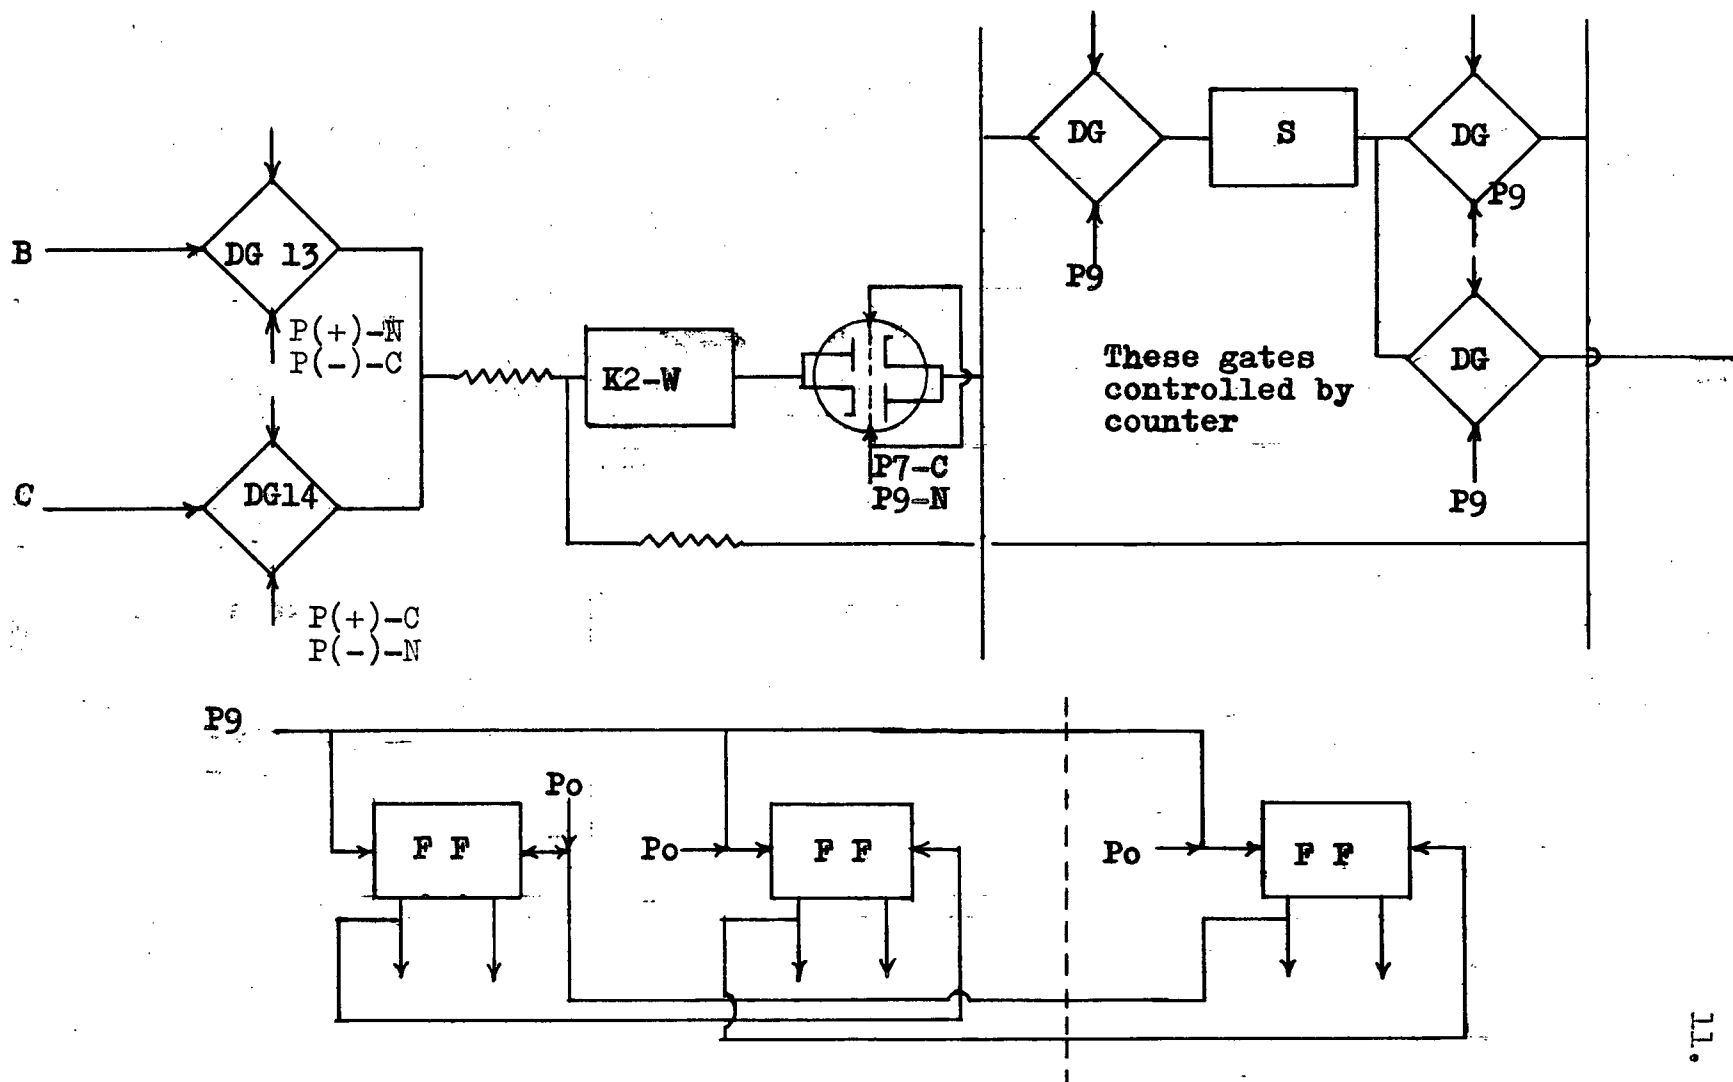 DG
S
DG
P9
P9
B
DG 13
P(+)-N
P(-)-C
K2-W
These gates
controlled by
counter
DG
P9
C
DG14
P7-C
P9-N
P(+)-C
P(-)-N
P9
Po
F F
Po
F F
Po
F F
11.